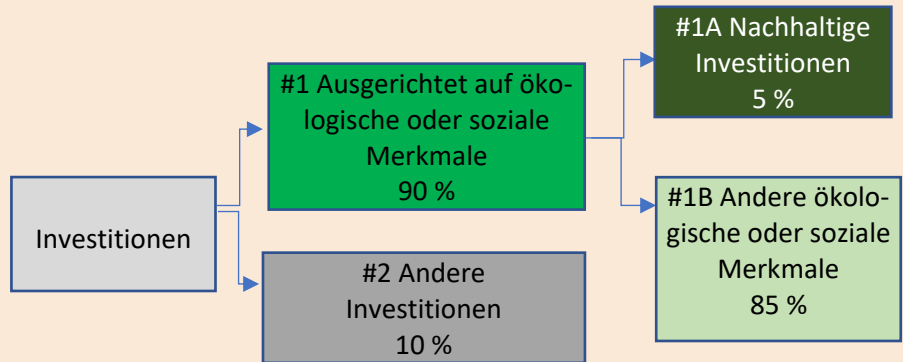 Investitionen
#1 Ausgerichtet auf öko-
logische oder soziale
Merkmale
90 %
#2 Andere
Investitionen
10 %
#1A Nachhaltige
Investitionen
5 %
#1B Andere ökolo-
gische oder soziale
Merkmale
85 %